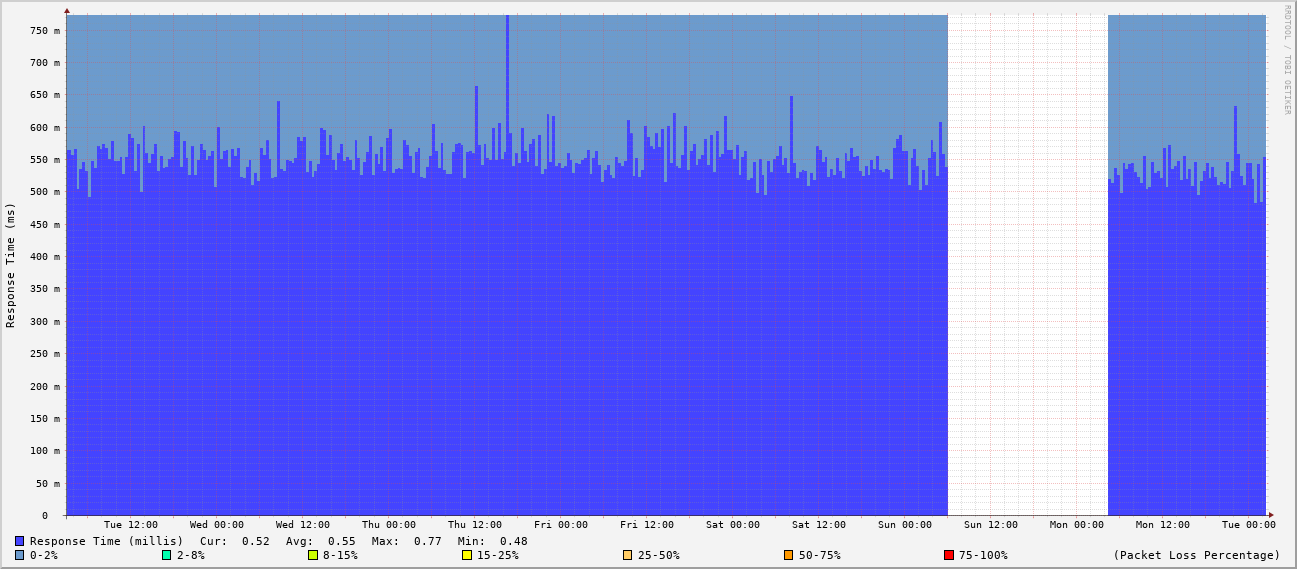 RRDTOOL / TOBI OETIKER
Response Time (ms)
750 m
700 m
650 m
600 m
550 m
500 m
450 m
400 m
350 m
300 m
250 m
200 m
150 m
100 m
50 m
0
Tue 12:00 Wed 00:00 Wed 12:00 Thu 00:00 Thu 12:00 Fri 00:00 Fri 12:00 Sat 00:00 Sat 12:00 Sun 00:00 Sun 12:00 Mon 00:00 Mon 12:00 Tue 00:00
Response Time (millis) Cur: 0.52 Avg: 0.55 Max: 0.77 Min: 0.48
0-2% 2-8% 8-15% 15-25% 25-50% 50-75% 75-100% (Packet Loss Percentage)